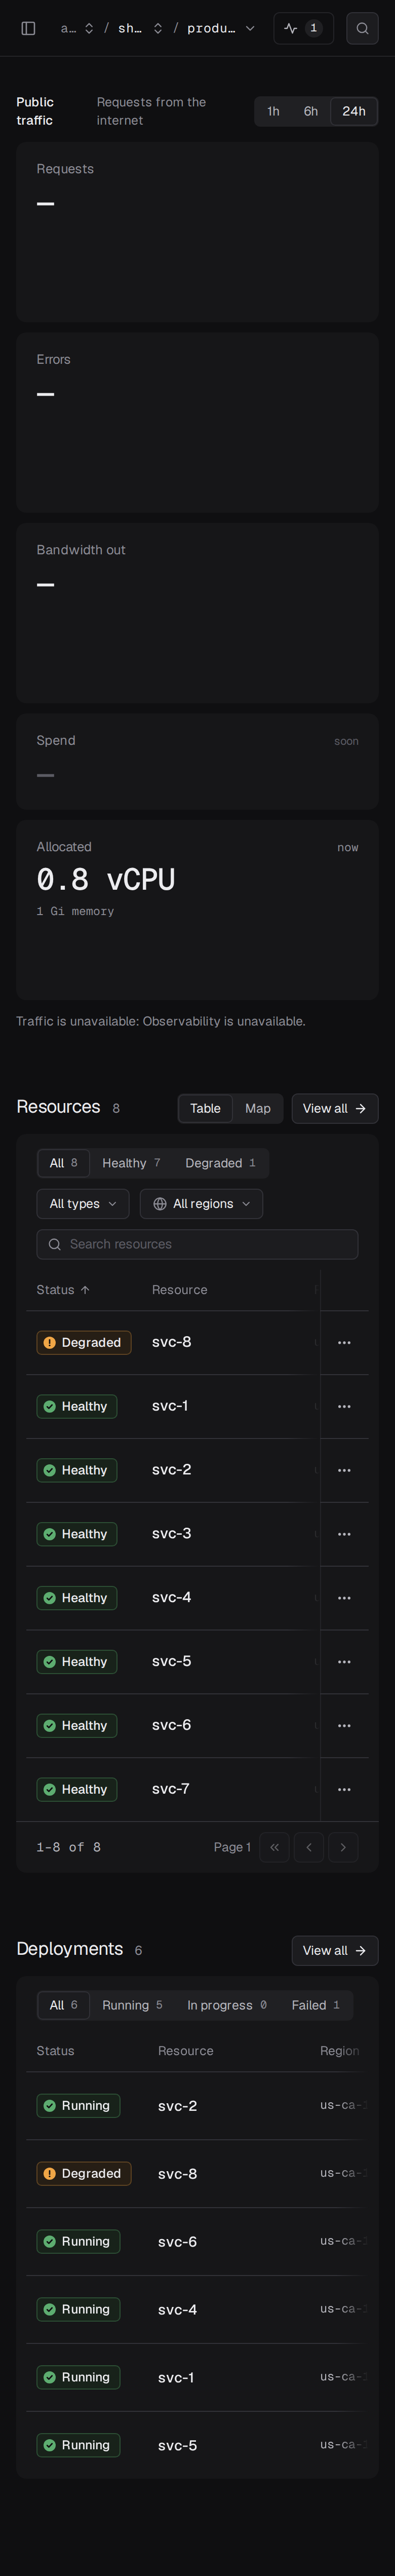 a… / sh… / produ… 1
Public traffic
Requests from the internet
1h 6h 24h
Requests
—
Errors
—
Bandwidth out
—
Spend soon
—
Allocated now
0.8 vCPU
1 Gi memory
Traffic is unavailable: Observability is unavailable.
Resources 8 Table Map View all →
All 8 Healthy 7 Degraded 1
All types All regions
Search resources
Status ↑ Resource
Degraded svc-8 ···
Healthy svc-1 ···
Healthy svc-2 ···
Healthy svc-3 ···
Healthy svc-4 ···
Healthy svc-5 ···
Healthy svc-6 ···
Healthy svc-7 ···
1–8 of 8 Page 1
Deployments 6 View all →
All 6 Running 5 In progress 0 Failed 1
Status Resource Region
Running svc-2 us-ca-
Degraded svc-8 us-ca-
Running svc-6 us-ca-
Running svc-4 us-ca-
Running svc-1 us-ca-
Running svc-5 us-ca-